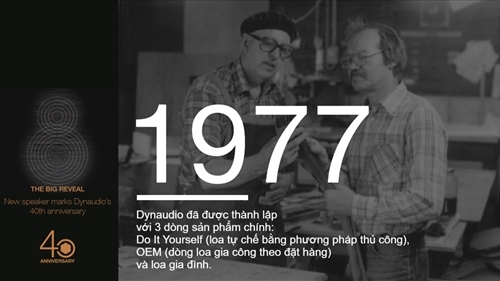 THE BIG REVEAL
New speaker marks Dynaudio's
40th anniversary
40
ANNIVERSARY
1977
Dynaudio đã được thành lập
với 3 dòng sản phẩm chính:
Do It Yourself (loa tự chế bằng phương pháp thủ công),
OEM (dòng loa gia công theo đặt hàng)
và loa gia đình.